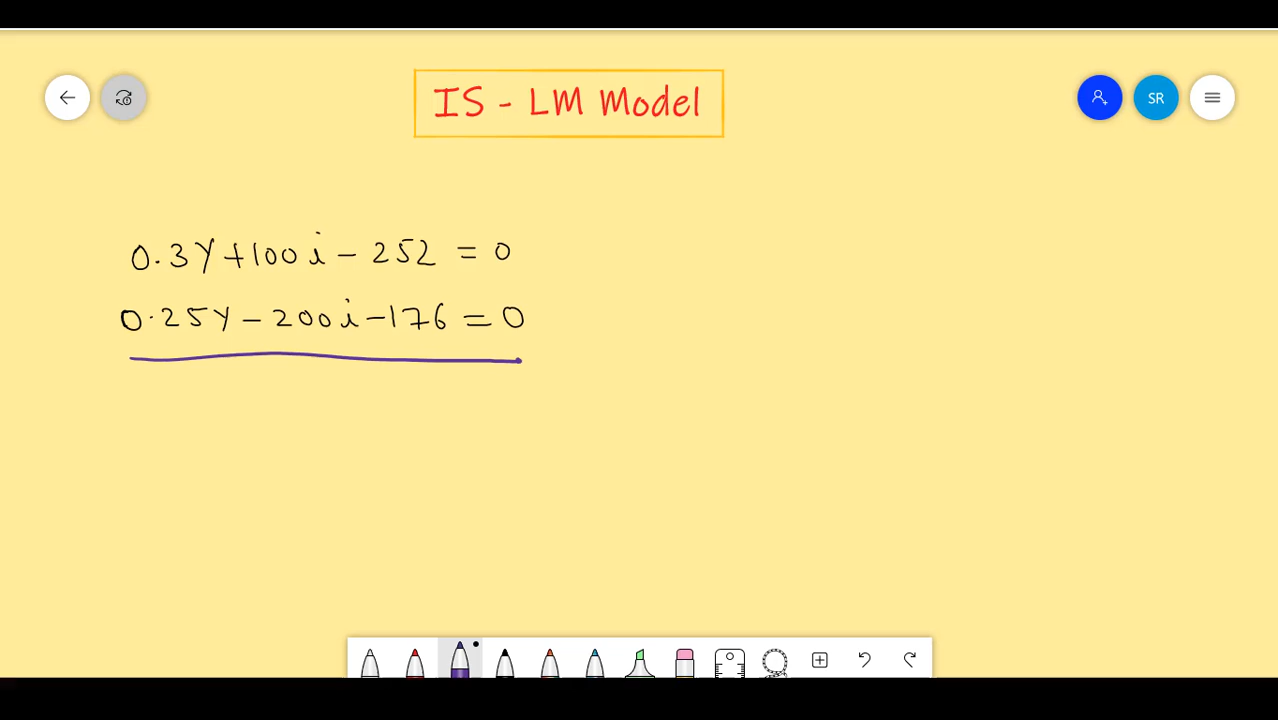 IS - LM Model
SR
0.3Y+100i-252 = 0
0.25Y-200i-176 = 0